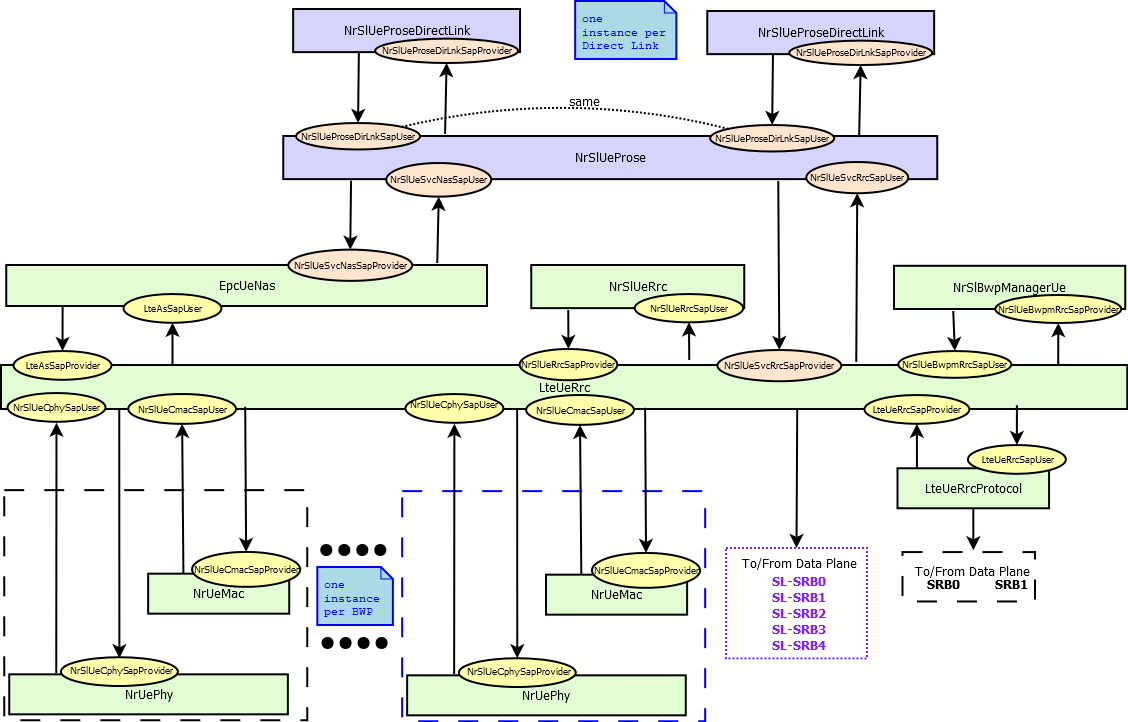 NrSlUeProseDirectLink
NrSlUeProseDirLnkSapProvider
one
instance per
Direct Link
NrSlUeProseDirectLink
NrSlUeProseDirLnkSapProvider
same
NrSlUeProseDirLnkSapUser
NrSlUeProseDirLnkSapUser
NrSlUeProse
NrSlUeSvcNasSapUser
NrSlUeSvcRrcSapUser
NrSlUeSvcNasSapProvider
EpcUeNas
LteAsSapUser
NrSlUeRrc
NrSlUeRrcSapUser
NrSlBwpManagerUe
NrSlUeBwpmRrcSapProvider
LteAsSapProvider
NrSlUeRrcSapProvider
NrSlUeSvcRrcSapProvider
NrSlUeBwpmRrcSapUser
LteUeRrc
NrSlUeCphySapUser
NrSlUeCmacSapUser
NrSlUeCphySapUser
NrSlUeCmacSapUser
LteUeRrcSapProvider
LteUeRrcSapUser
LteUeRrcProtocol
NrSlUeCmacSapProvider
NrUeMac
one
instance
per BWP
NrSlUeCmacSapProvider
NrUeMac
To/From Data Plane
SL-SRB0
SL-SRB1
SL-SRB2
SL-SRB3
SL-SRB4
To/From Data Plane
SRB0 SRB1
NrSlUeCphySapProvider
NrUePhy
NrSlUeCphySapProvider
NrUePhy